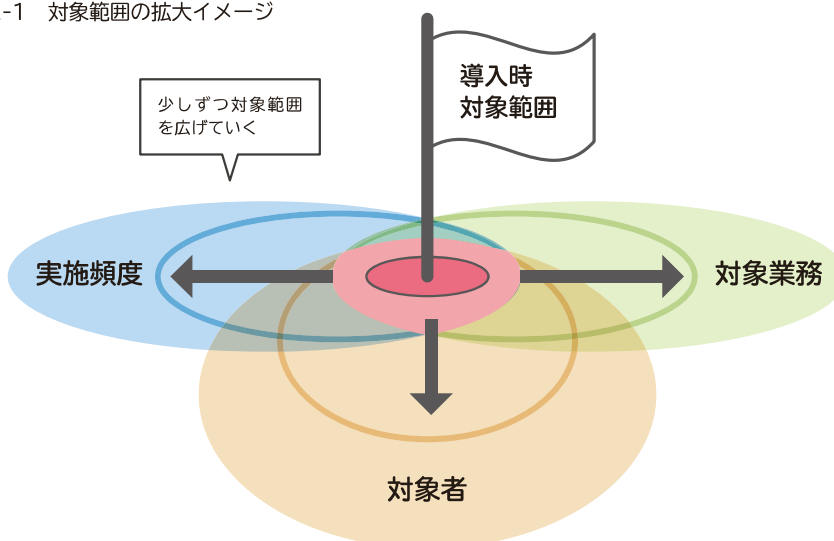 -1 対象範囲の拡大イメージ
導入時
対象範囲
少しずつ対象範囲
を広げていく
実施頻度
対象業務
対象者